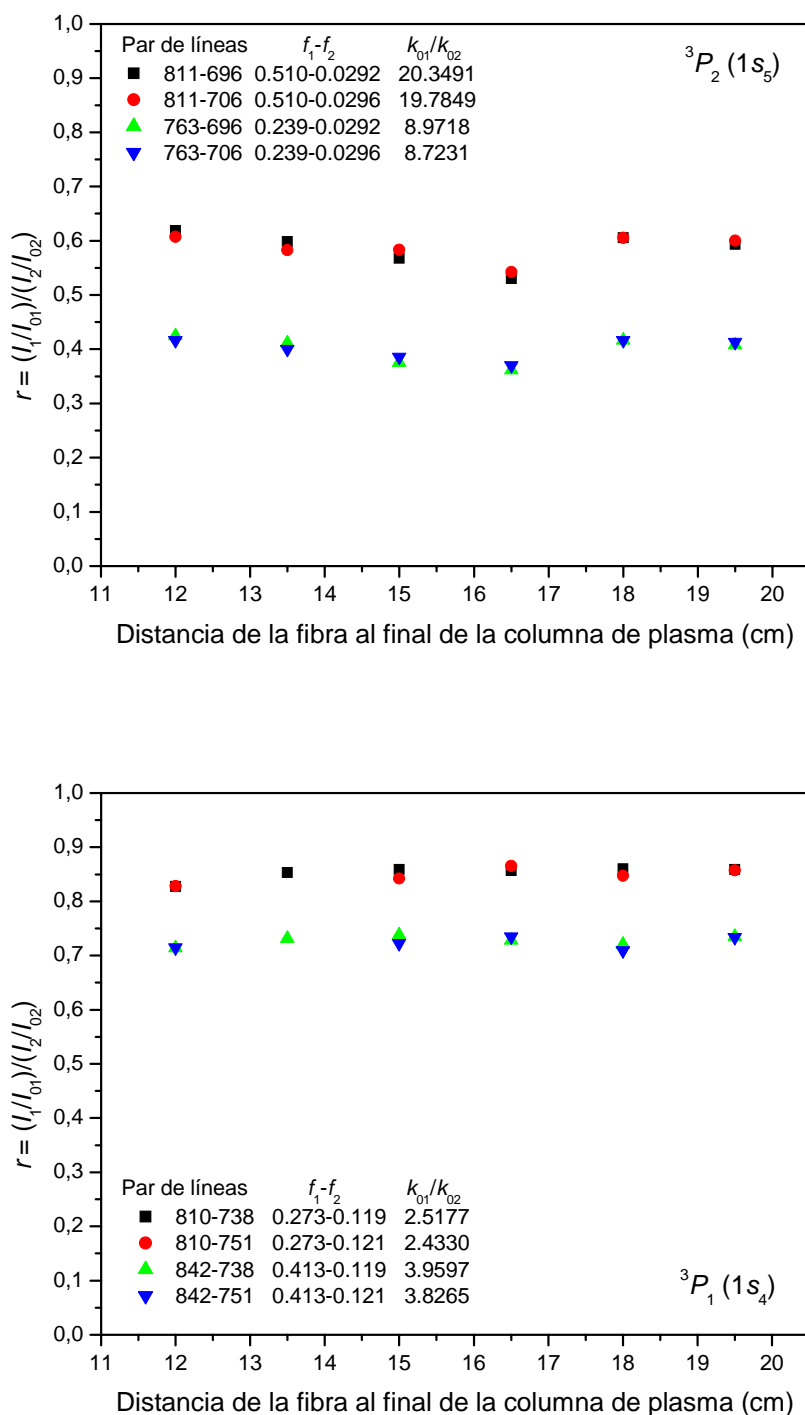 1,0
0,9
0,8
0,7
0,6
0,5
0,4
0,3
0,2
0,1
0,0
r = (I₁/I₀₁)/(I₂/I₀₂)
Par de líneas f₁-f₂ k₀₁/k₀₂
811-696 0.510-0.0292 20.3491
811-706 0.510-0.0296 19.7849
763-696 0.239-0.0292 8.9718
763-706 0.239-0.0296 8.7231
³P₂ (1s₅)
11 12 13 14 15 16 17 18 19 20
Distancia de la fibra al final de la columna de plasma (cm)
1,0
0,9
0,8
0,7
0,6
0,5
0,4
0,3
0,2
0,1
0,0
r = (I₁/I₀₁)/(I₂/I₀₂)
Par de líneas f₁-f₂ k₀₁/k₀₂
810-738 0.273-0.119 2.5177
810-751 0.273-0.121 2.4330
842-738 0.413-0.119 3.9597
842-751 0.413-0.121 3.8265
³P₁ (1s₄)
11 12 13 14 15 16 17 18 19 20
Distancia de la fibra al final de la columna de plasma (cm)